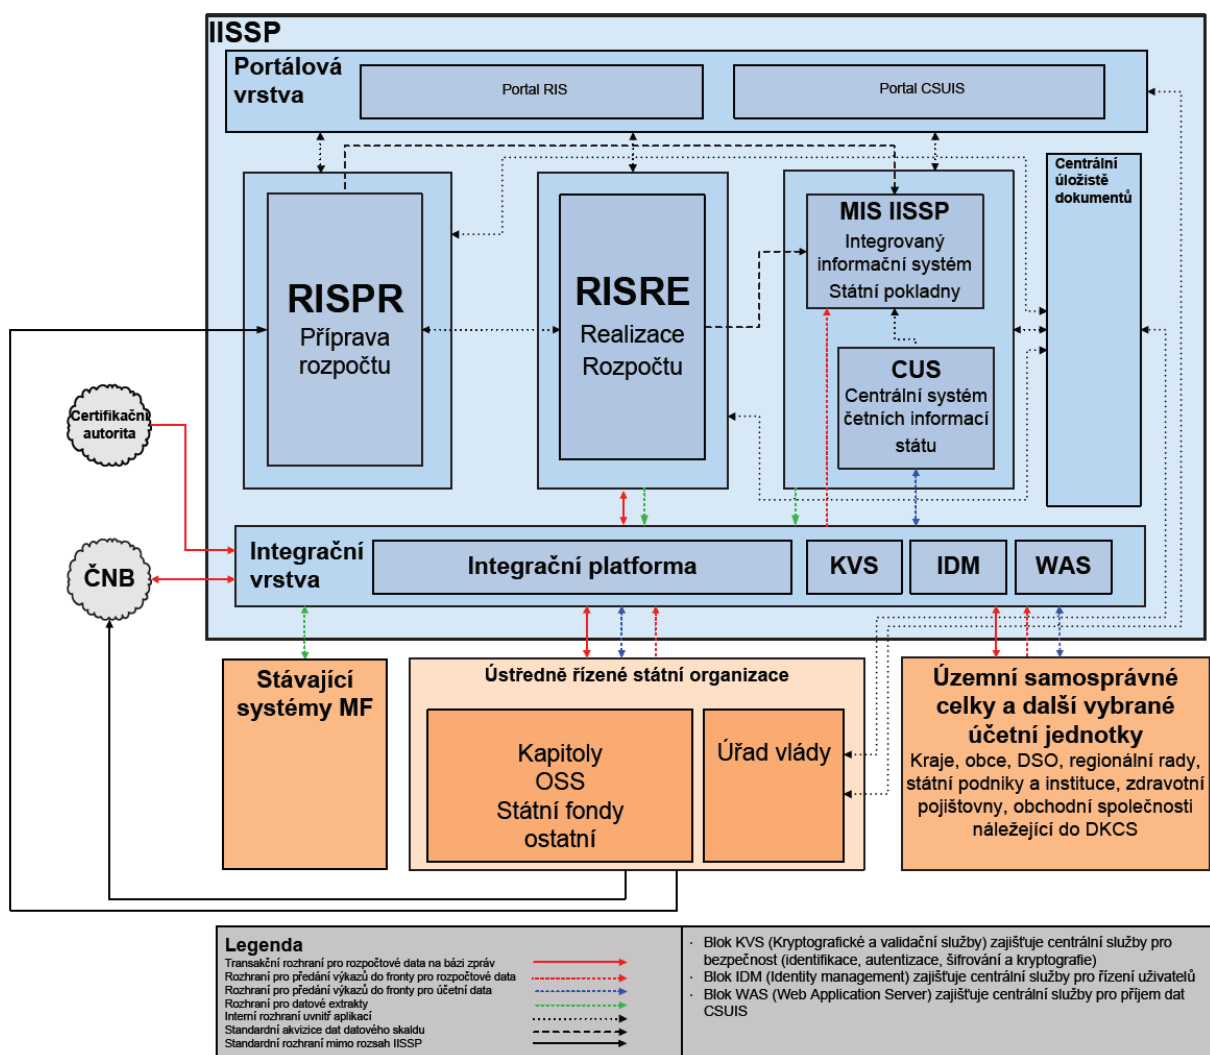 IISSP
Portálová
vrstva
Portal RIS
Portal CSUIS
RISPR
Příprava
rozpočtu
RISRE
Realizace
Rozpočtu
MIS IISSP
Integrovaný
informační systém
Státní pokladny
CUS
Centrální systém
četních informací
státu
Centrální
úložistě
dokumentů
Certifikační
autorita
ČNB
Integrační
vrstva
Integrační platforma
KVS
IDM
WAS
Stávající
systémy MF
Ústředně řízené státní organizace
Kapitoly
OSS
Státní fondy
ostatní
Úřad vlády
Územní samosprávné
celky a další vybrané
účetní jednotky
Kraje, obce, DSO, regionální rady,
státní podniky a instituce, zdravotní
pojištovny, obchodní společnosti
náležející do DKCS
Legenda
Transakční rozhraní pro rozpočtové data na bázi zpráv
Rozhraní pro předání výkazů do fronty pro rozpočtové data
Rozhraní pro předání výkazů do fronty pro účetní data
Rozhraní pro datové extrakty
Interní rozhraní uvnitř aplikací
Standardní akvizice dat datového skaldu
Standardní rozhraní mimo rozsah IISSP
· Blok KVS (Kryptografické a validační služby) zajišťuje centrální služby pro
bezpečnost (identifikace, autentizace, šifrování a kryptografie)
· Blok IDM (Identity management) zajišťuje centrální služby pro řízení uživatelů
· Blok WAS (Web Application Server) zajišťuje centrální služby pro příjem dat
CSUIS